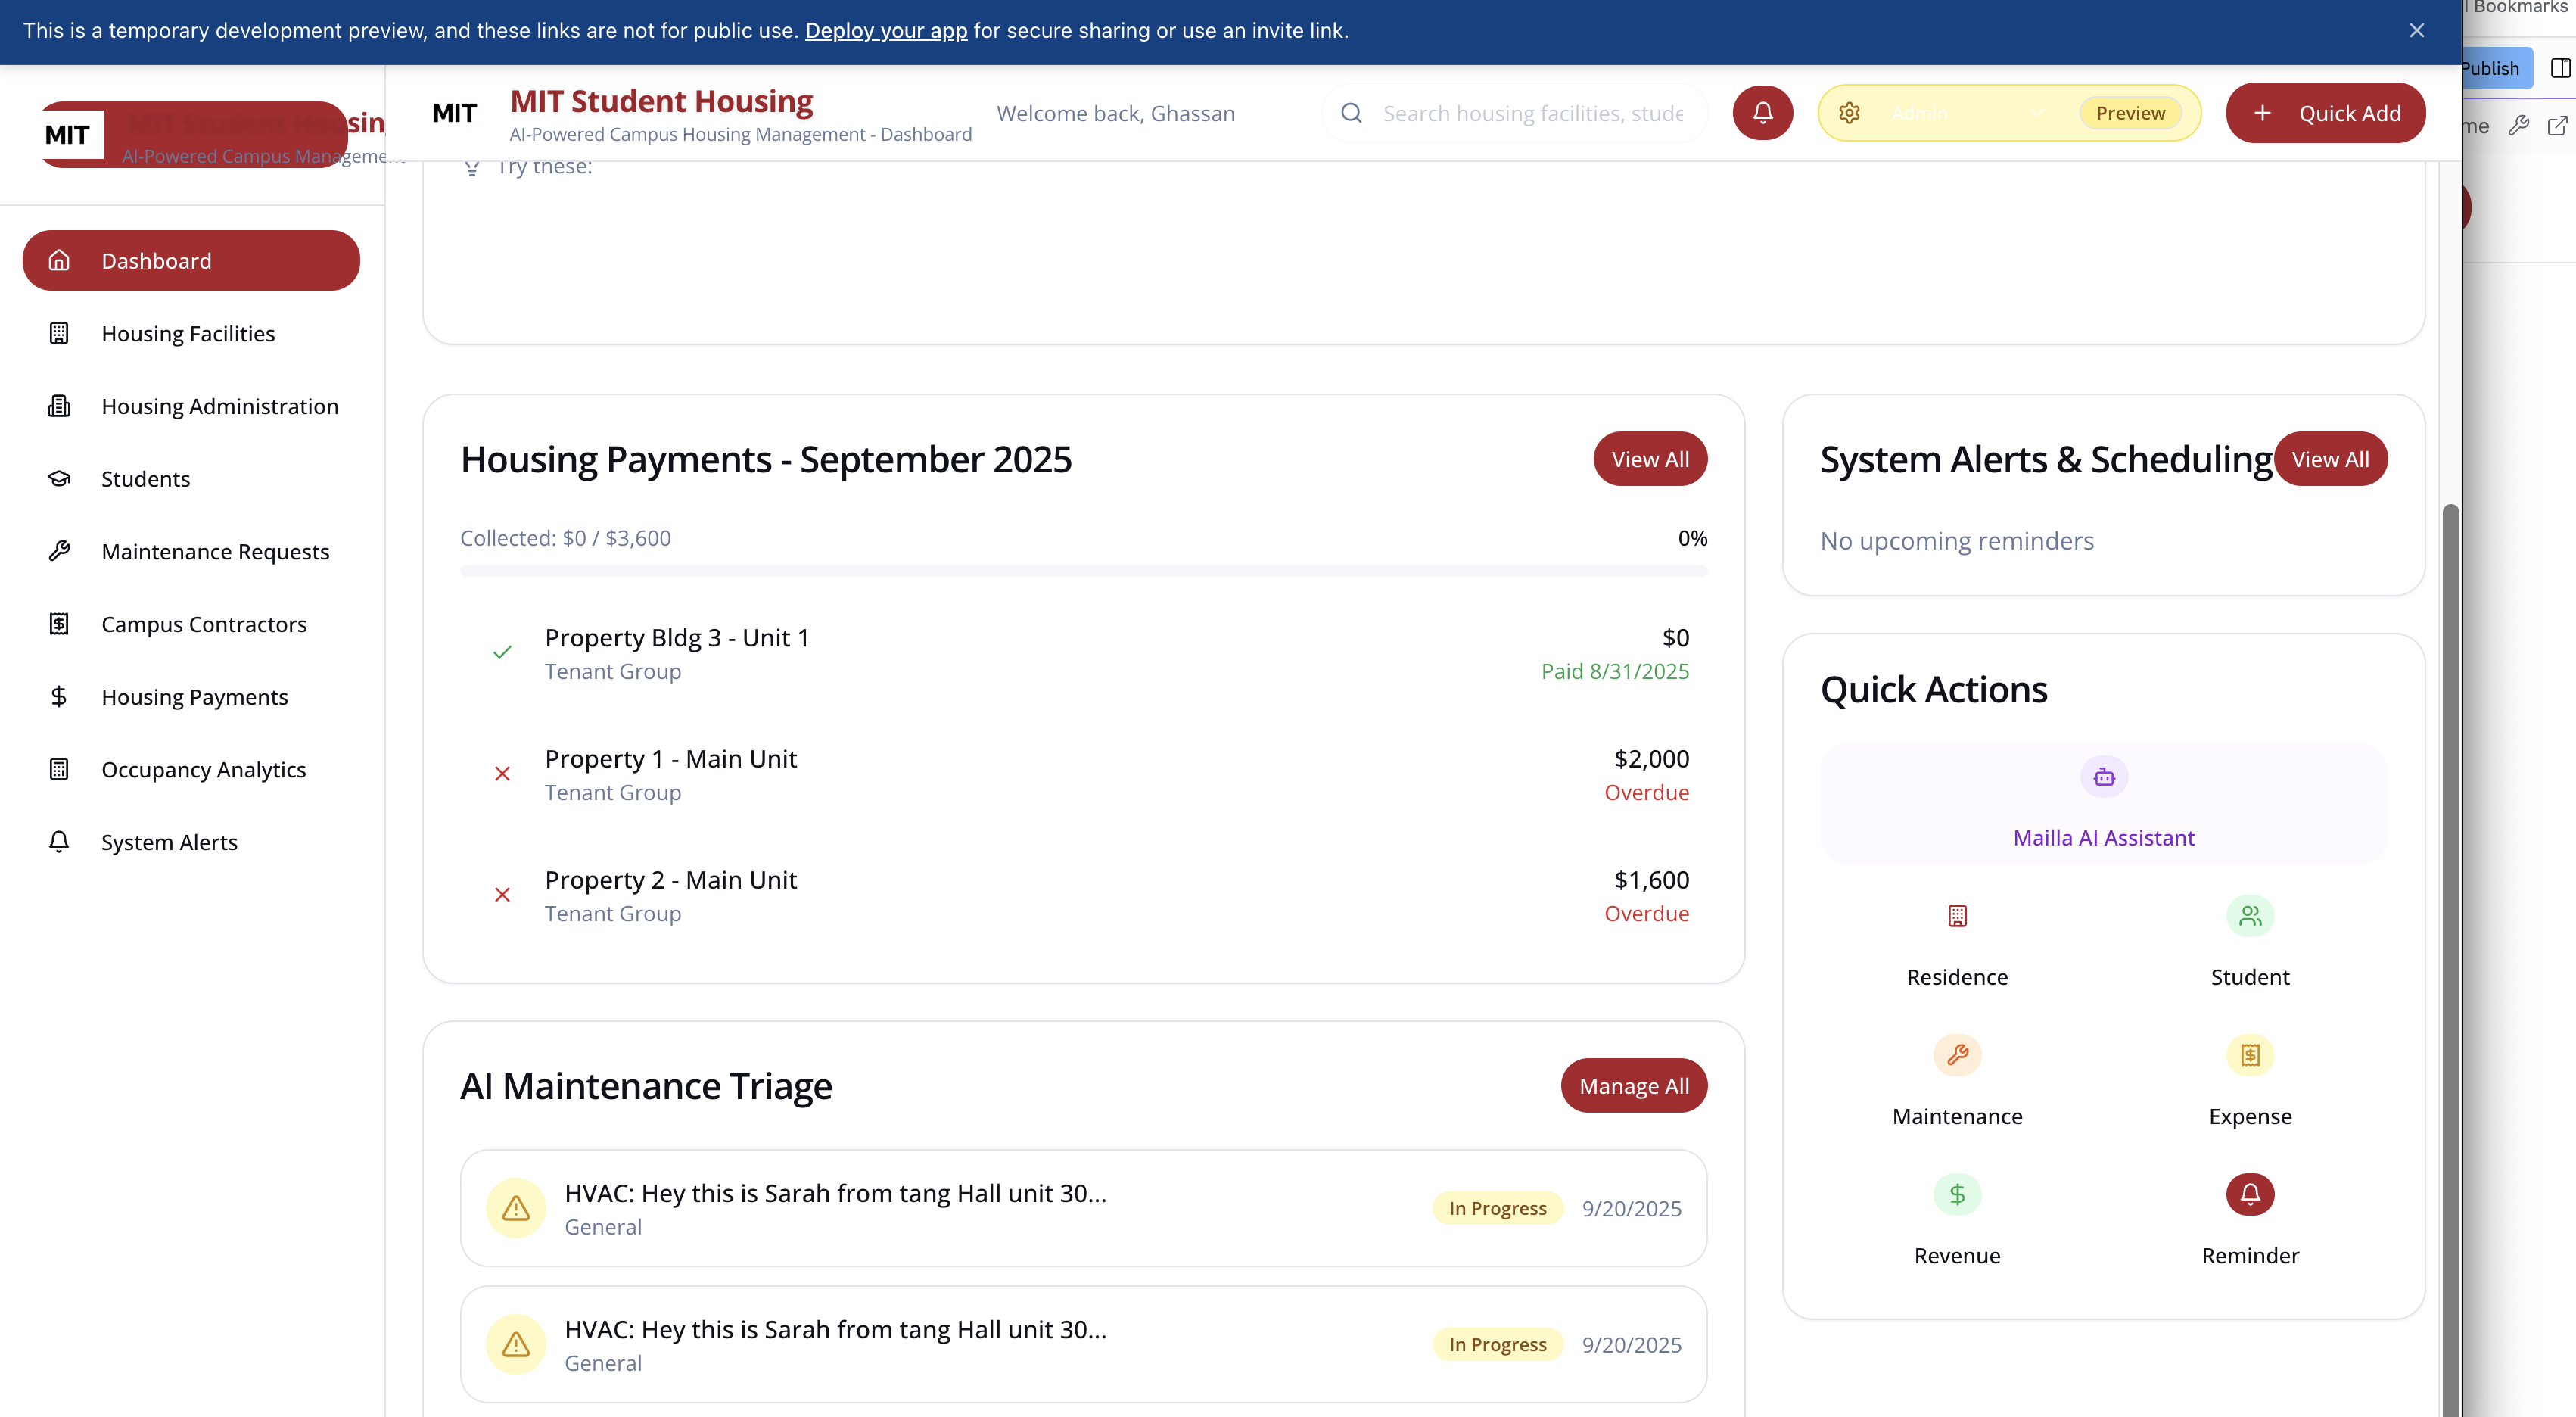 This is a temporary development preview, and these links are not for public use. Deploy your app for secure sharing or use an invite link.
Bookmarks
Publish
MIT
MIT Student Housin
AI-Powered Campus Management
MIT
MIT Student Housing
AI-Powered Campus Housing Management - Dashboard
Welcome back, Ghassan
Search housing facilities, stude
Admin
Preview
Quick Add
me
Dashboard
Housing Facilities
Housing Administration
Students
Maintenance Requests
Campus Contractors
Housing Payments
Occupancy Analytics
System Alerts
Try these:
Housing Payments - September 2025
View All
Collected: $0 / $3,600
0%
Property Bldg 3 - Unit 1
$0
Tenant Group
Paid 8/31/2025
Property 1 - Main Unit
$2,000
Tenant Group
Overdue
Property 2 - Main Unit
$1,600
Tenant Group
Overdue
AI Maintenance Triage
Manage All
HVAC: Hey this is Sarah from tang Hall unit 30...
General
In Progress
9/20/2025
HVAC: Hey this is Sarah from tang Hall unit 30...
General
In Progress
9/20/2025
System Alerts & Scheduling
View All
No upcoming reminders
Quick Actions
Mailla AI Assistant
Residence
Student
Maintenance
Expense
Revenue
Reminder